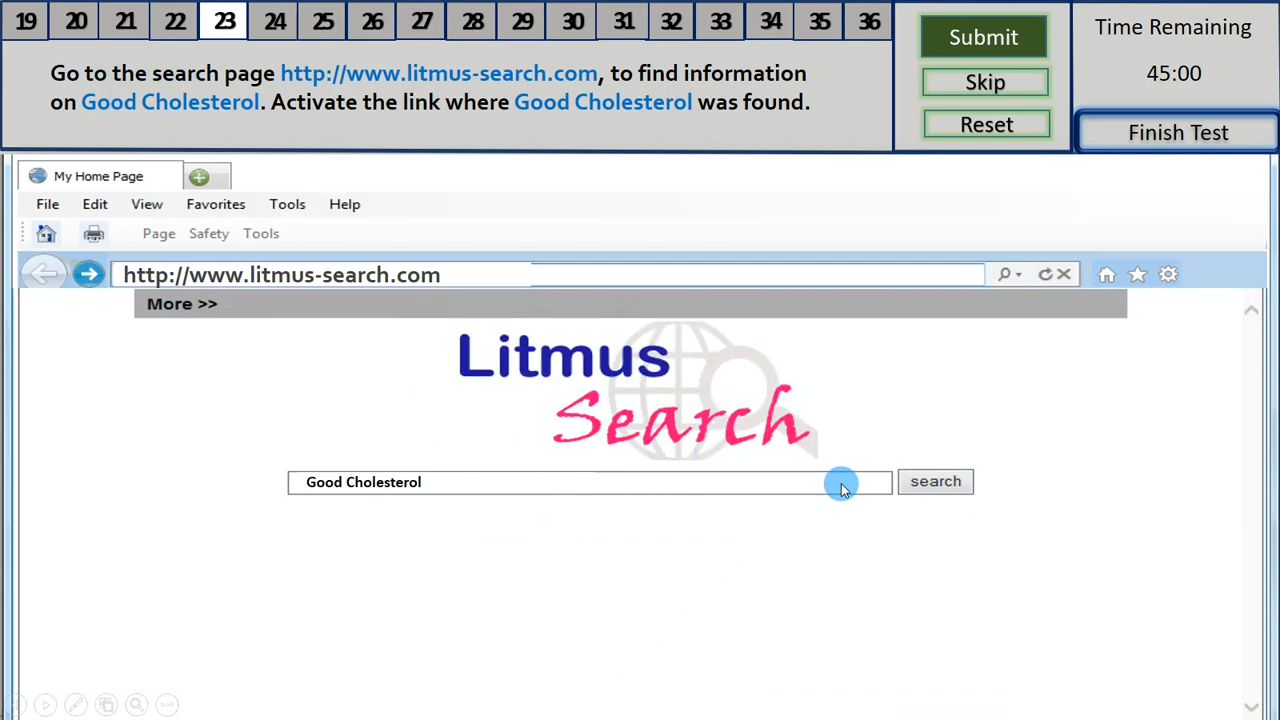 19 20 21 22 23 24 25 26 27 28 29 30 31 32 33 34 35 36
Go to the search page http://www.litmus-search.com, to find information
on Good Cholesterol. Activate the link where Good Cholesterol was found.
Submit
Skip
Reset
Time Remaining
45:00
Finish Test
My Home Page
File Edit View Favorites Tools Help
Page Safety Tools
http://www.litmus-search.com
More >>
Litmus
Search
Good Cholesterol
search